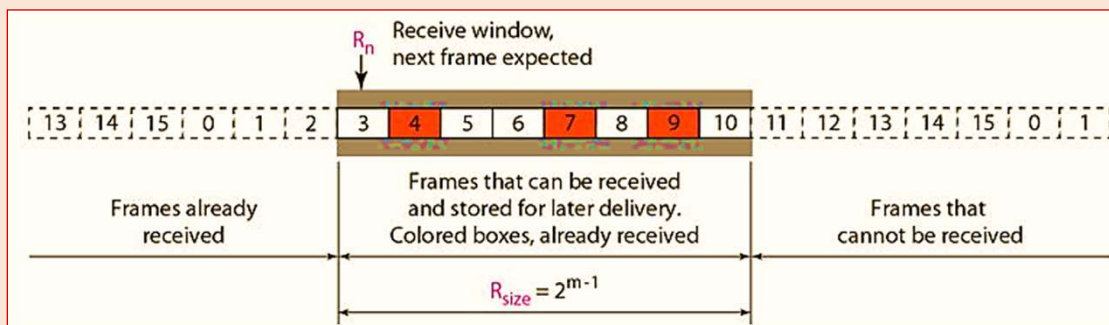 Receive window,
R_n next frame expected
13 14 15 0 1 2 3 4 5 6 7 8 9 10 11 12 13 14 15 0 1
Frames already
received
Frames that can be received
and stored for later delivery.
Colored boxes, already received
Frames that
cannot be received
R_size = 2^m-1